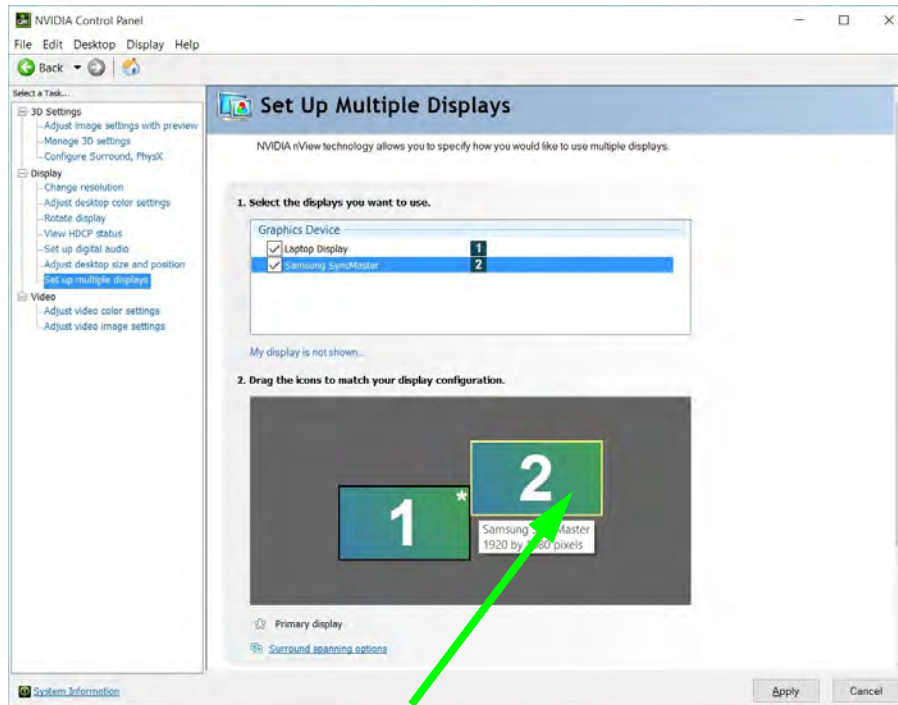 NVIDIA Control Panel
File Edit Desktop Display Help
Back
Select a Task...
3D Settings
Adjust image settings with preview
Manage 3D settings
Configure Surround, PhysX
Display
Change resolution
Adjust desktop color settings
Rotate display
View HDCP status
Set up digital audio
Adjust desktop size and position
Set up multiple displays
Video
Adjust video color settings
Adjust video image settings
Set Up Multiple Displays
NVIDIA nView technology allows you to specify how you would like to use multiple displays.
1. Select the displays you want to use.
Graphics Device
Laptop Display 1
Samsung SyncMaster 2
My display is not shown...
2. Drag the icons to match your display configuration.
2
1 *
Samsung Master
1920 by pixels
Primary display
Surround spanning options
System Information
Apply Cancel